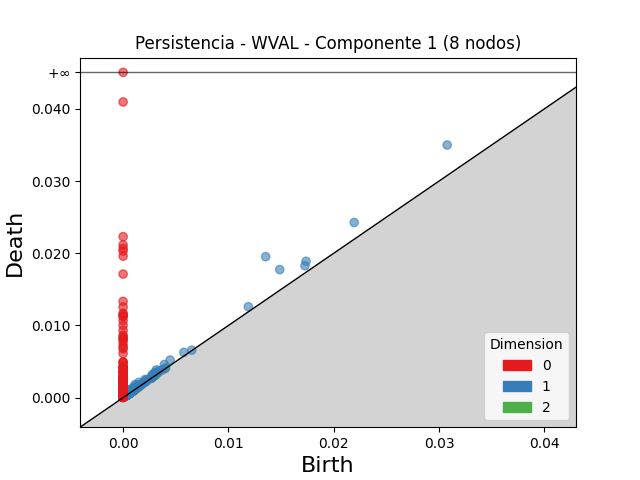 Persistencia - WVAL - Componente 1 (8 nodos)
+∞
0.040
0.030
0.020
0.010
0.000
Death
0.00 0.01 0.02 0.03 0.04
Birth
Dimension
0
1
2